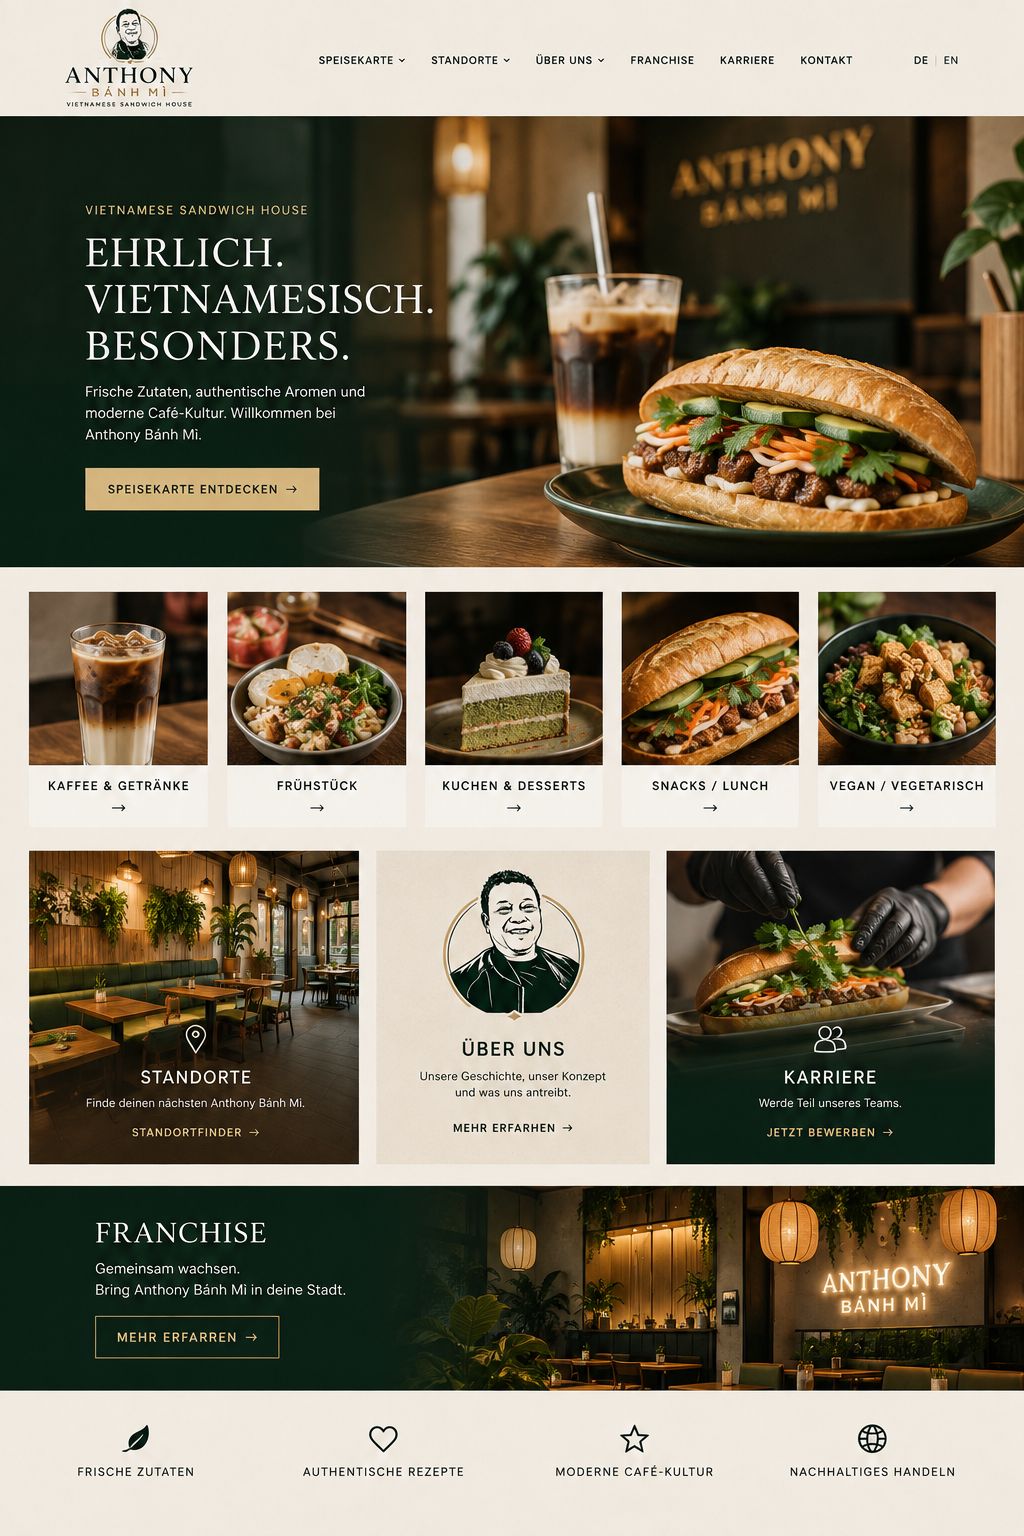 ANTHONY
BÁNH MÌ
VIETNAMESE SANDWICH HOUSE
SPEISEKARTE
STANDORTE
ÜBER UNS
FRANCHISE
KARRIERE
KONTAKT
DE | EN
ANTHONY
BÁNH MÌ
VIETNAMESE SANDWICH HOUSE
EHRLICH.
VIETNAMESISCH.
BESONDERS.
Frische Zutaten, authentische Aromen und
moderne Café-Kultur. Willkommen bei
Anthony Bánh Mì.
SPEISEKARTE ENTDECKEN →
KAFFEE & GETRÄNKE
→
FRÜHSTÜCK
→
KUCHEN & DESSERTS
→
SNACKS / LUNCH
→
VEGAN / VEGETARISCH
→
STANDORTE
Finde deinen nächsten Anthony Bánh Mì.
STANDORTFINDER →
ÜBER UNS
Unsere Geschichte, unser Konzept
und was uns antreibt.
MEHR ERFARHEN →
KARRIERE
Werde Teil unseres Teams.
JETZT BEWERBEN →
FRANCHISE
Gemeinsam wachsen.
Bring Anthony Bánh Mì in deine Stadt.
MEHR ERFARREN →
ANTHONY
BÁNH MÌ
FRISCHE ZUTATEN
AUTHENTISCHE REZEPTE
MODERNE CAFÉ-KULTUR
NACHHALTIGES HANDELN